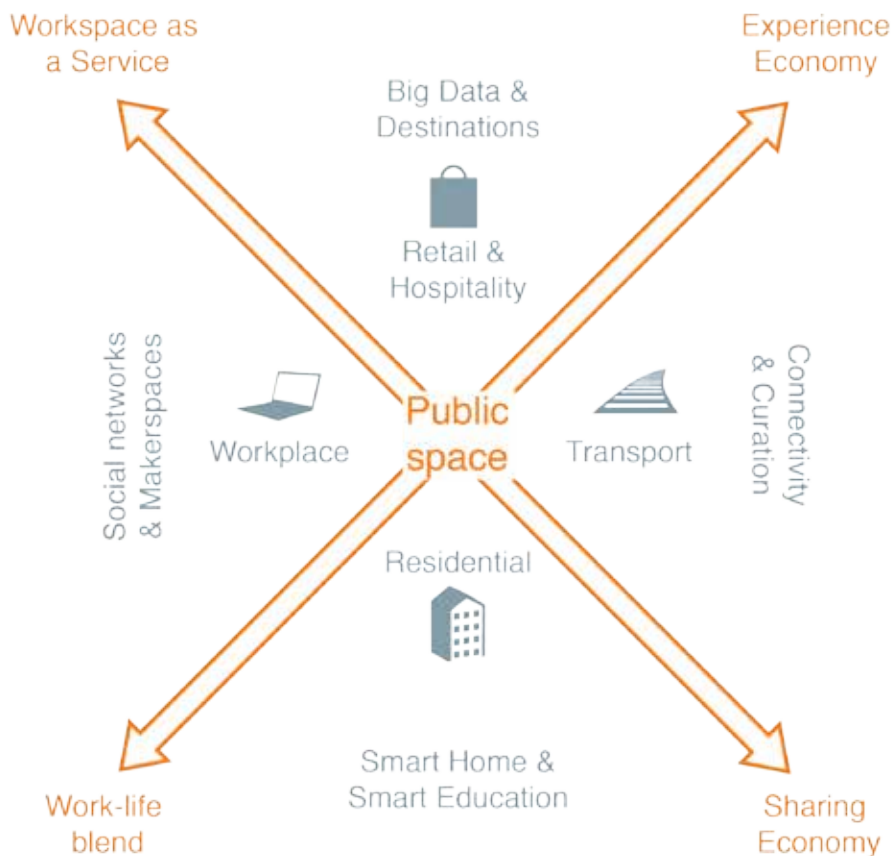 Workspace as
a Service
Experience
Economy
Big Data &
Destinations
Retail &
Hospitality
Social networks
& Makerspaces
Workplace
Public
space
Transport
Connectivity
& Curation
Residential
Smart Home &
Smart Education
Work-life
blend
Sharing
Economy